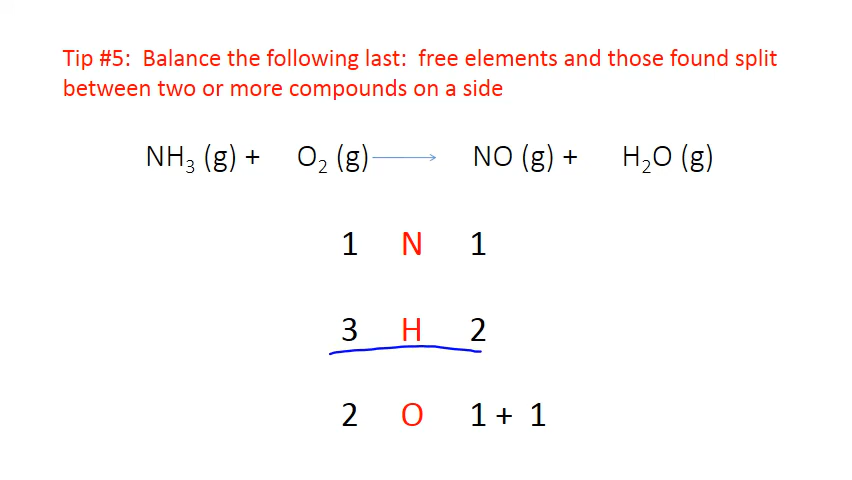 Tip #5: Balance the following last: free elements and those found split
between two or more compounds on a side
NH₃ (g) + O₂ (g) → NO (g) + H₂O (g)
1 N 1
3 H 2
2 O 1 + 1